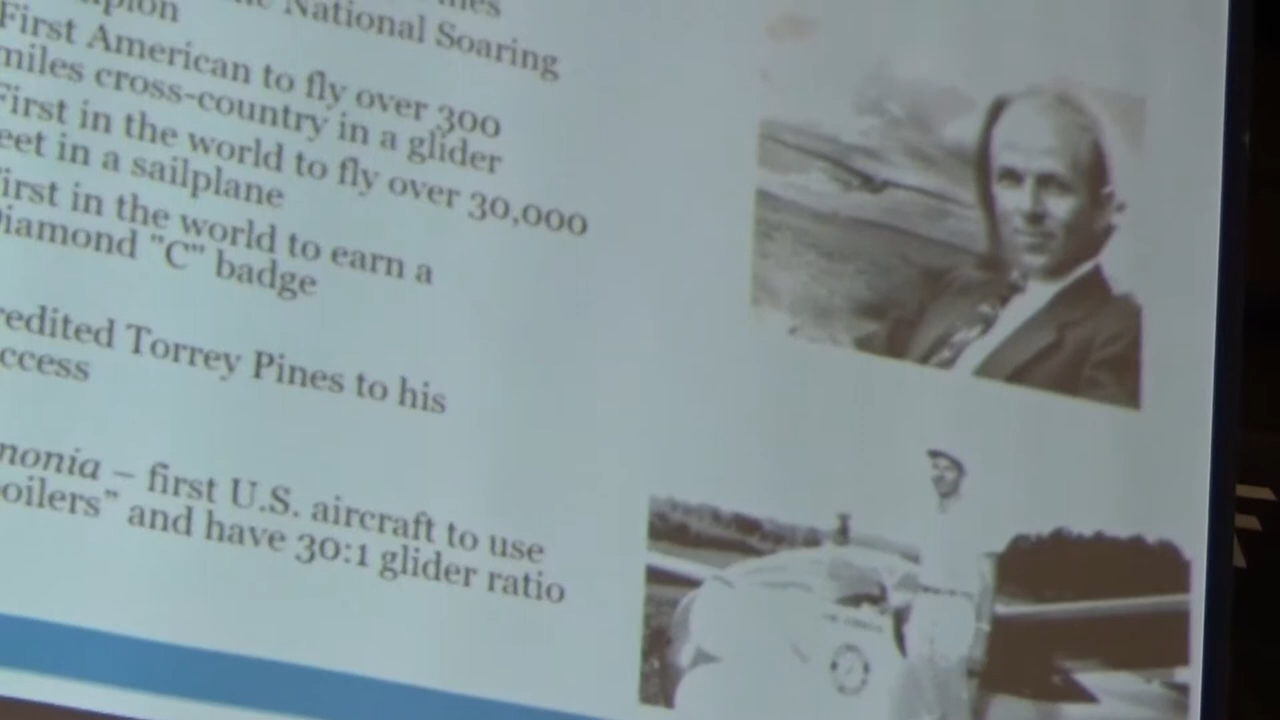 National Soaring
First American to fly over 300
miles cross-country in a glider
First in the world to fly over 30,000
eet in a sailplane
irst in the world to earn a
Diamond "C" badge
redited Torrey Pines to his
ccess
monia – first U.S. aircraft to use
oilers" and have 30:1 glider ratio